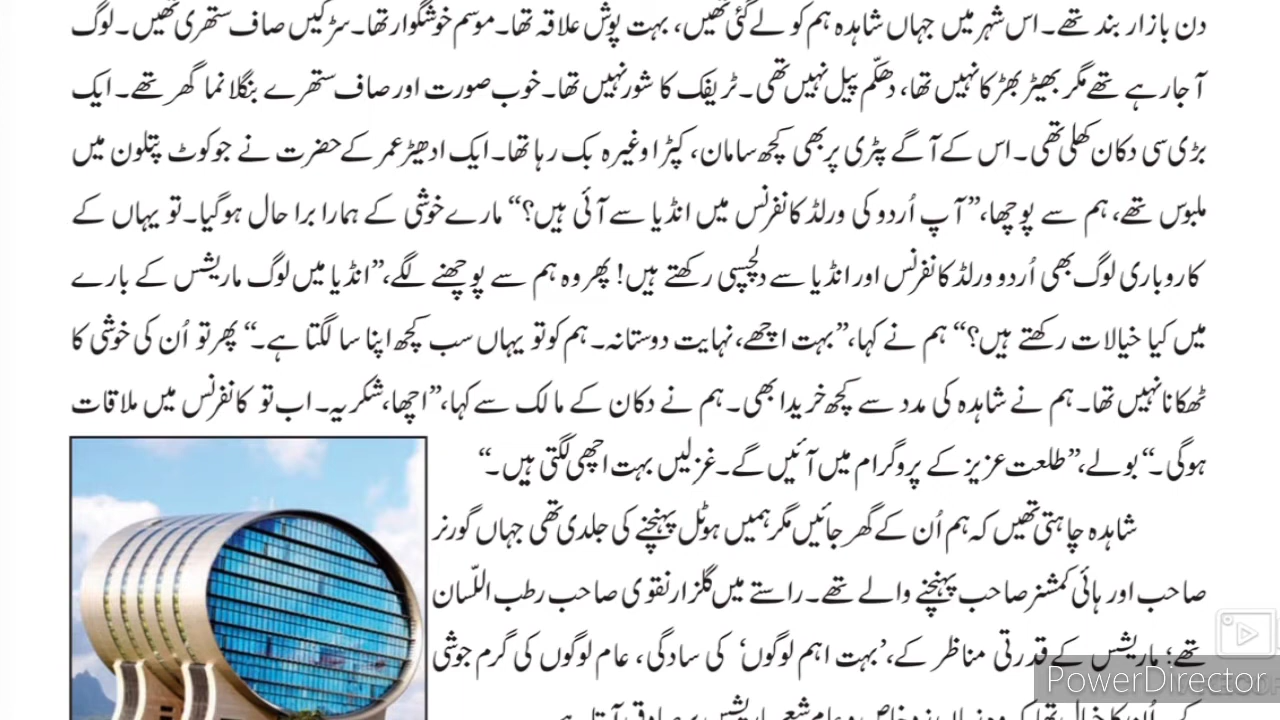 دن بازار بند تھے۔ اس شہر میں جہاں شاہدہ ہم کو لے گئی تھیں، بہت پوش علاقہ تھا۔ موسم خوشگوار تھا۔ سڑکیں صاف ستھری تھیں۔ لوگ
آ جا رہے تھے مگر بھیڑ بھڑکا نہیں تھا، دھکّم پیل نہیں تھی۔ ٹریفک کا شور نہیں تھا۔ خوب صورت اور صاف ستھرے بنگلا نما گھر تھے۔ ایک
بڑی سی دکان کھلی تھی۔ اس کے آگے پٹری پر بھی کچھ سامان، کپڑا وغیرہ بک رہا تھا۔ ایک ادھیڑ عمر کے حضرت نے جو کوٹ پتلون میں
ملبوس تھے، ہم سے پوچھا، ”آپ اُردو کی ورلڈ کانفرنس میں انڈیا سے آئی ہیں؟“ مارے خوشی کے ہمارا برا حال ہوگیا۔ تو یہاں کے
کاروباری لوگ بھی اُردو ورلڈ کانفرنس اور انڈیا سے دلچسپی رکھتے ہیں! پھر وہ ہم سے پوچھنے لگے، ”انڈیا میں لوگ ماریشس کے بارے
میں کیا خیالات رکھتے ہیں؟“ ہم نے کہا، ”بہت اچھے، نہایت دوستانہ۔ ہم کو تو یہاں سب کچھ اپنا سا لگتا ہے۔“ پھر تو اُن کی خوشی کا
ٹھکانا نہیں تھا۔ ہم نے شاہدہ کی مدد سے کچھ خریدا بھی۔ ہم نے دکان کے مالک سے کہا، ”اچھا، شکریہ۔ اب تو کانفرنس میں ملاقات
ہوگی۔“ بولے، ”طلعت عزیز کے پروگرام میں آئیں گے۔ غزلیں بہت اچھی لگتی ہیں۔“
شاہدہ چاہتی تھیں کہ ہم اُن کے گھر جائیں مگر ہمیں ہوٹل پہنچنے کی جلدی تھی جہاں گورنر
صاحب اور ہائی کمشنر صاحب پہنچنے والے تھے۔ راستے میں گلزار نقوی صاحب رطب اللّسان
تھے؛ ماریشس کے قدرتی مناظر کے، ’بہت اہم لوگوں‘ کی سادگی، عام لوگوں کی گرم جوشی
PowerDirector